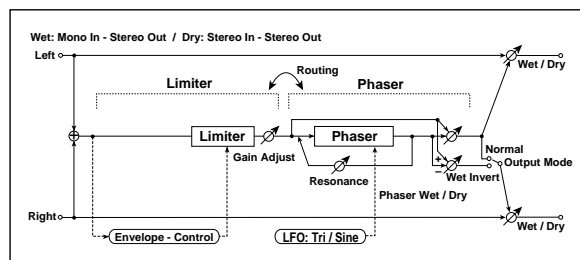 Wet: Mono In - Stereo Out / Dry: Stereo In - Stereo Out
Left
Wet / Dry
Routing
Limiter
Phaser
Limiter
Phaser
Gain Adjust
Resonance
Phaser Wet / Dry
+
−
Wet Invert
Normal
Output Mode
Right
Wet / Dry
Envelope - Control
LFO: Tri / Sine